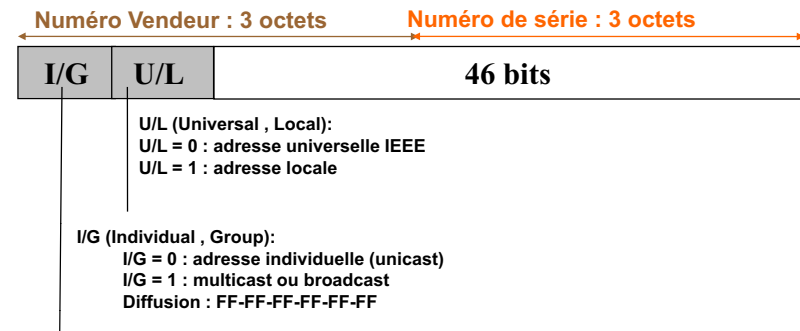 Numéro Vendeur : 3 octets Numéro de série : 3 octets
I/G U/L 46 bits
U/L (Universal , Local):
U/L = 0 : adresse universelle IEEE
U/L = 1 : adresse locale
I/G (Individual , Group):
I/G = 0 : adresse individuelle (unicast)
I/G = 1 : multicast ou broadcast
Diffusion : FF-FF-FF-FF-FF-FF